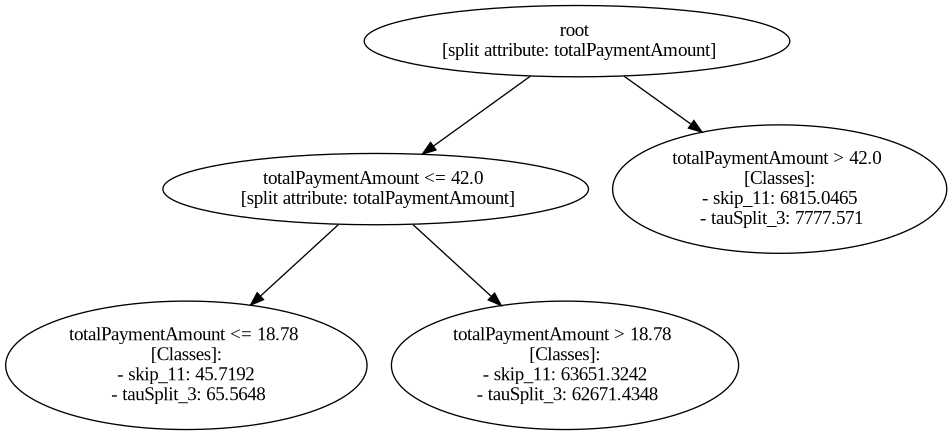 root
[split attribute: totalPaymentAmount]
totalPaymentAmount <= 42.0
[split attribute: totalPaymentAmount]
totalPaymentAmount > 42.0
[Classes]:
- skip_11: 6815.0465
- tauSplit_3: 7777.571
totalPaymentAmount <= 18.78
[Classes]:
- skip_11: 45.7192
- tauSplit_3: 65.5648
totalPaymentAmount > 18.78
[Classes]:
- skip_11: 63651.3242
- tauSplit_3: 62671.4348